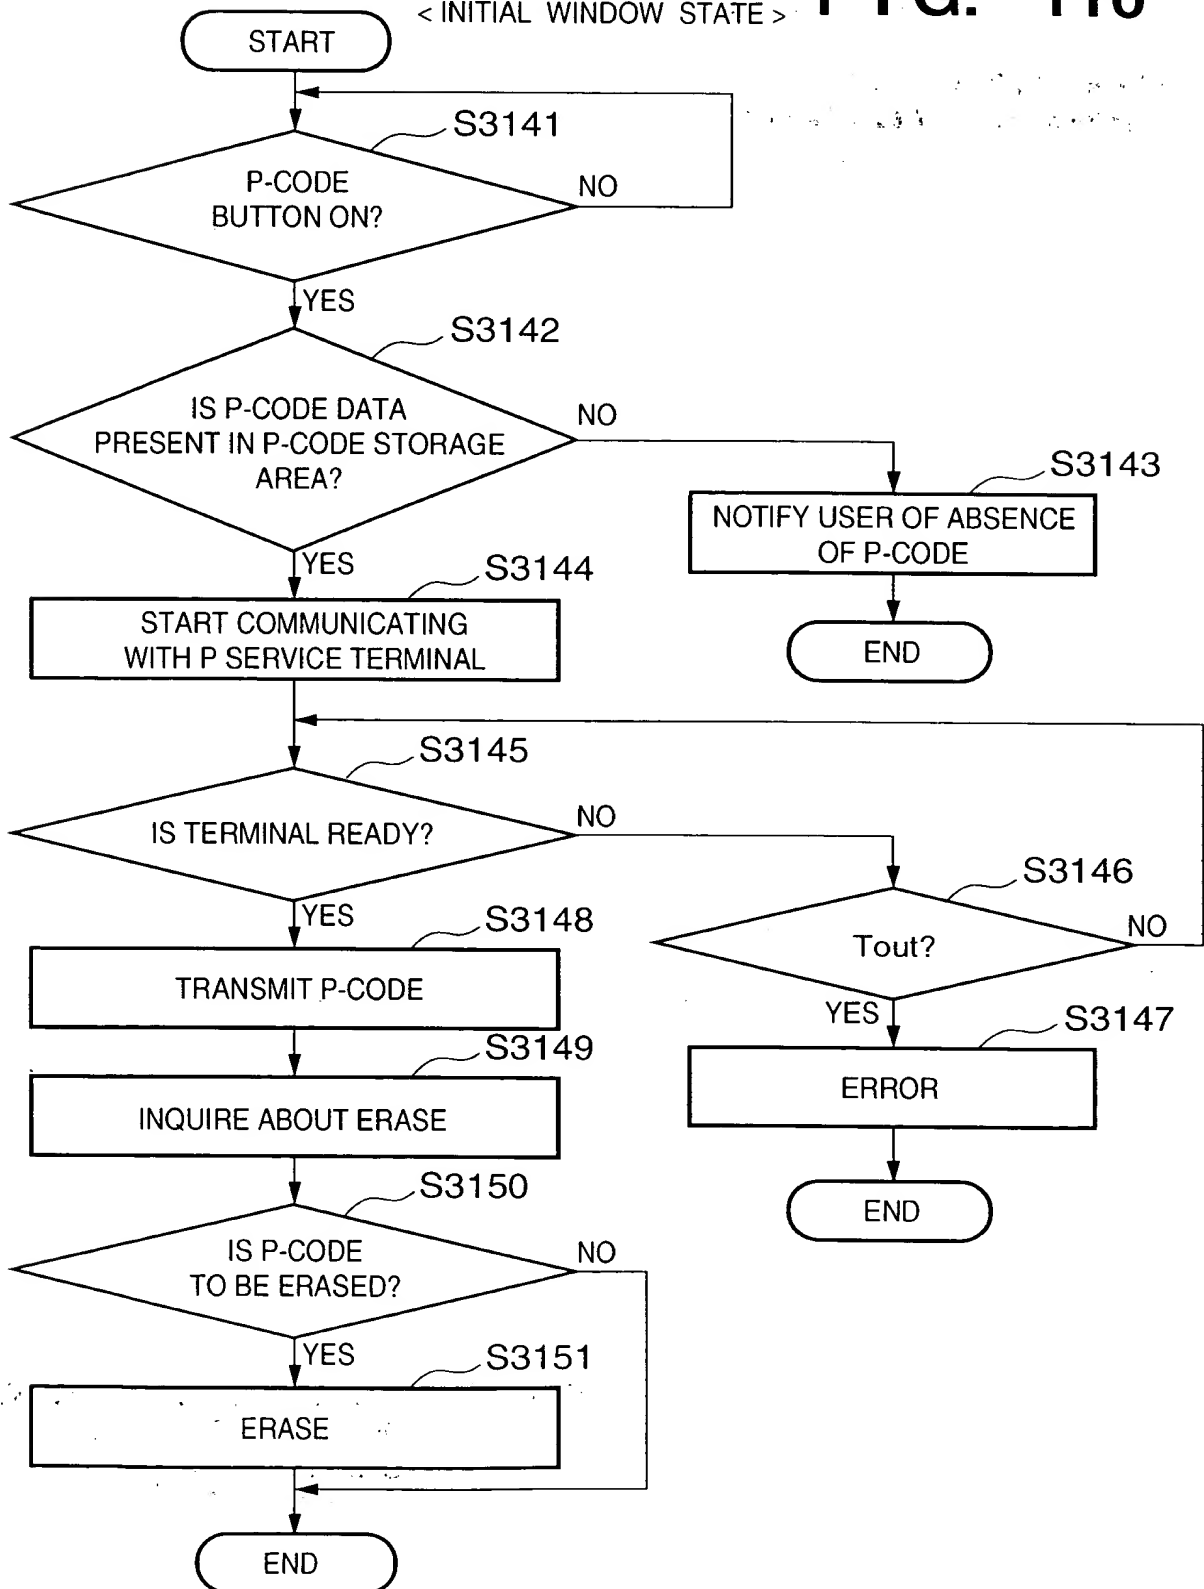 < INITIAL WINDOW STATE >
START
S3141
P-CODE
BUTTON ON?
NO
YES
S3142
IS P-CODE DATA
PRESENT IN P-CODE STORAGE
AREA?
NO
S3143
NOTIFY USER OF ABSENCE
OF P-CODE
END
YES
S3144
START COMMUNICATING
WITH P SERVICE TERMINAL
S3145
IS TERMINAL READY?
NO
S3146
Tout?
NO
YES
S3147
ERROR
END
YES
S3148
TRANSMIT P-CODE
S3149
INQUIRE ABOUT ERASE
S3150
IS P-CODE
TO BE ERASED?
NO
YES
S3151
ERASE
END